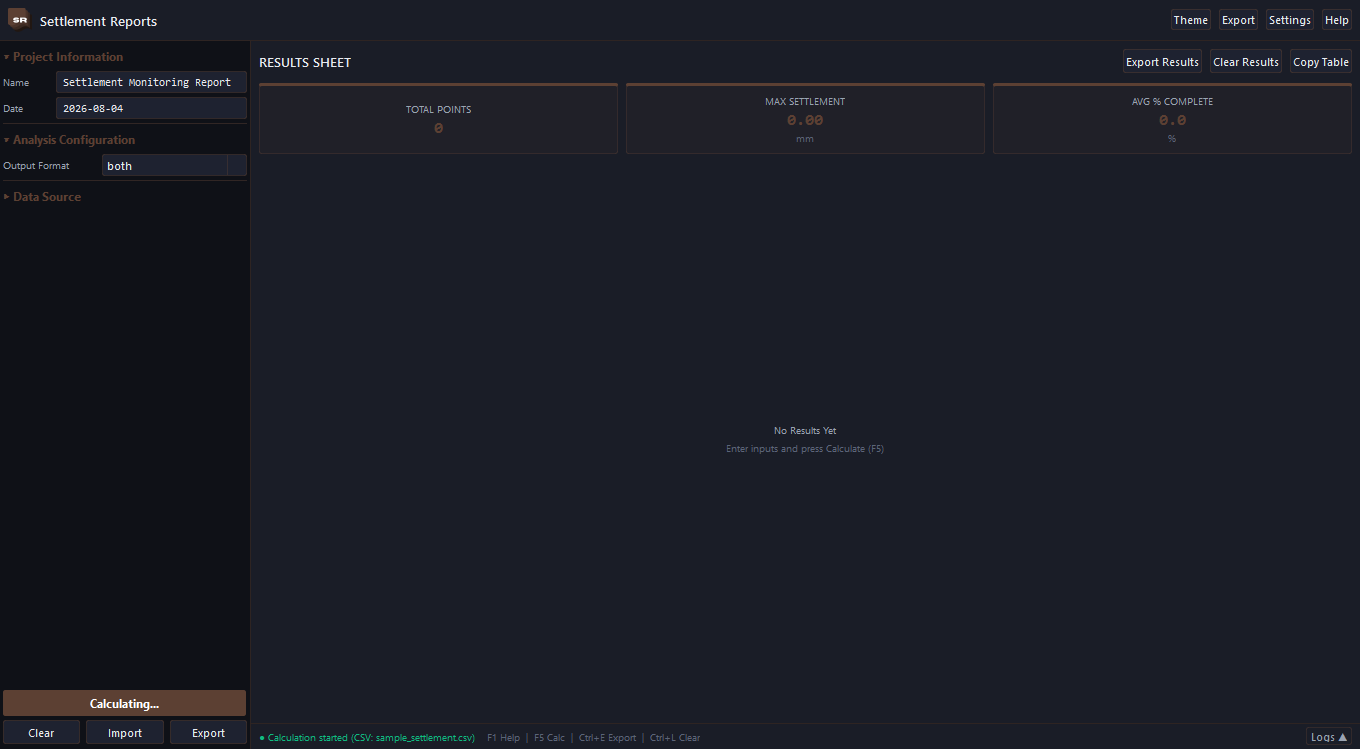 SR Settlement Reports Theme Export Settings Help
▾ Project Information
Name Settlement Monitoring Report
Date 2026-08-04
▾ Analysis Configuration
Output Format both
▸ Data Source
RESULTS SHEET Export Results Clear Results Copy Table
TOTAL POINTS
0
MAX SETTLEMENT
0.00
mm
AVG % COMPLETE
0.0
%
No Results Yet
Enter inputs and press Calculate (F5)
Calculating...
Clear Import Export
● Calculation started (CSV: sample_settlement.csv) F1 Help | F5 Calc | Ctrl+E Export | Ctrl+L Clear Logs ▲